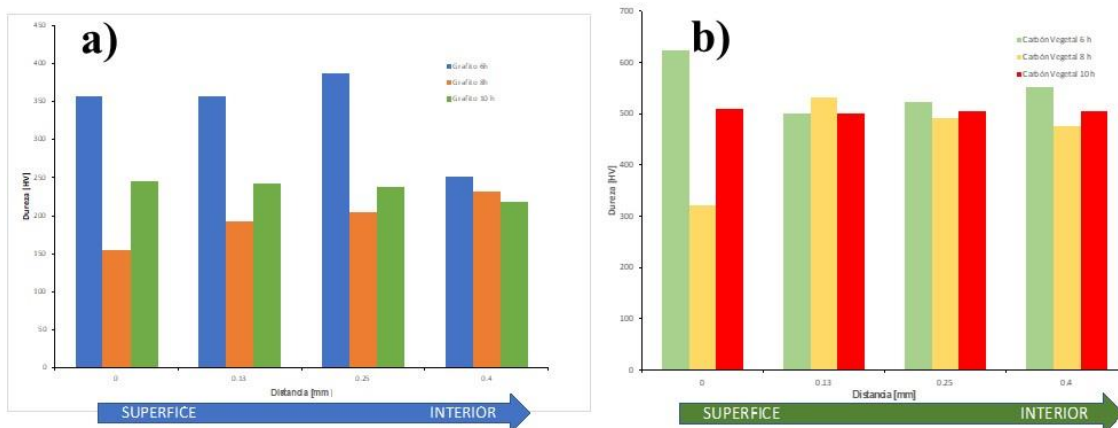 a)
450
400
350
300
250
200
150
100
50
0
Dureza [HV]
Grafito 6h
Grafito 8h
Grafito 10 h
0
0.13
0.25
0.4
Distancia [mm]
SUPERFICE
INTERIOR
b)
700
600
500
400
300
200
100
0
Dureza [HV]
Carbón Vegetal 6 h
Carbón Vegetal 8 h
Carbón Vegetal 10 h
0
0.13
0.25
0.4
Distancia [mm]
SUPERFICE
INTERIOR